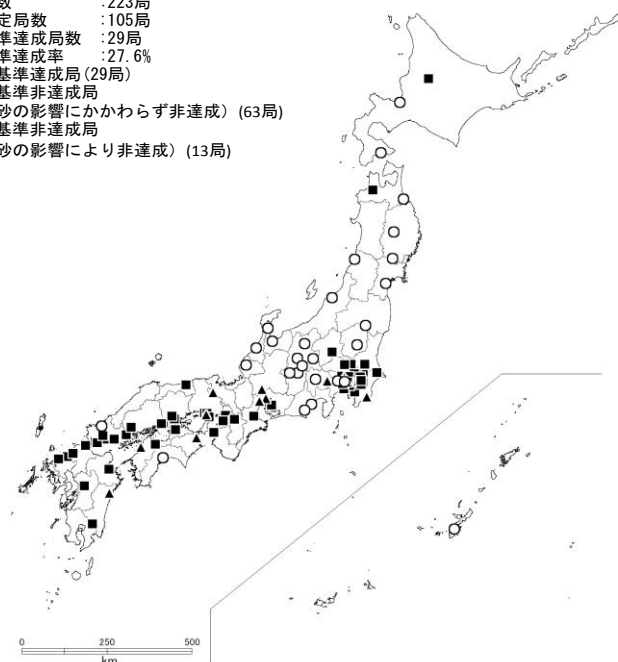 数 :223局
定局数 :105局
準達成局数 :29局
準達成率 :27.6%
基準達成局(29局)
基準非達成局
砂の影響にかかわらず非達成) (63局)
基準非達成局
砂の影響により非達成) (13局)
0 250 500
km